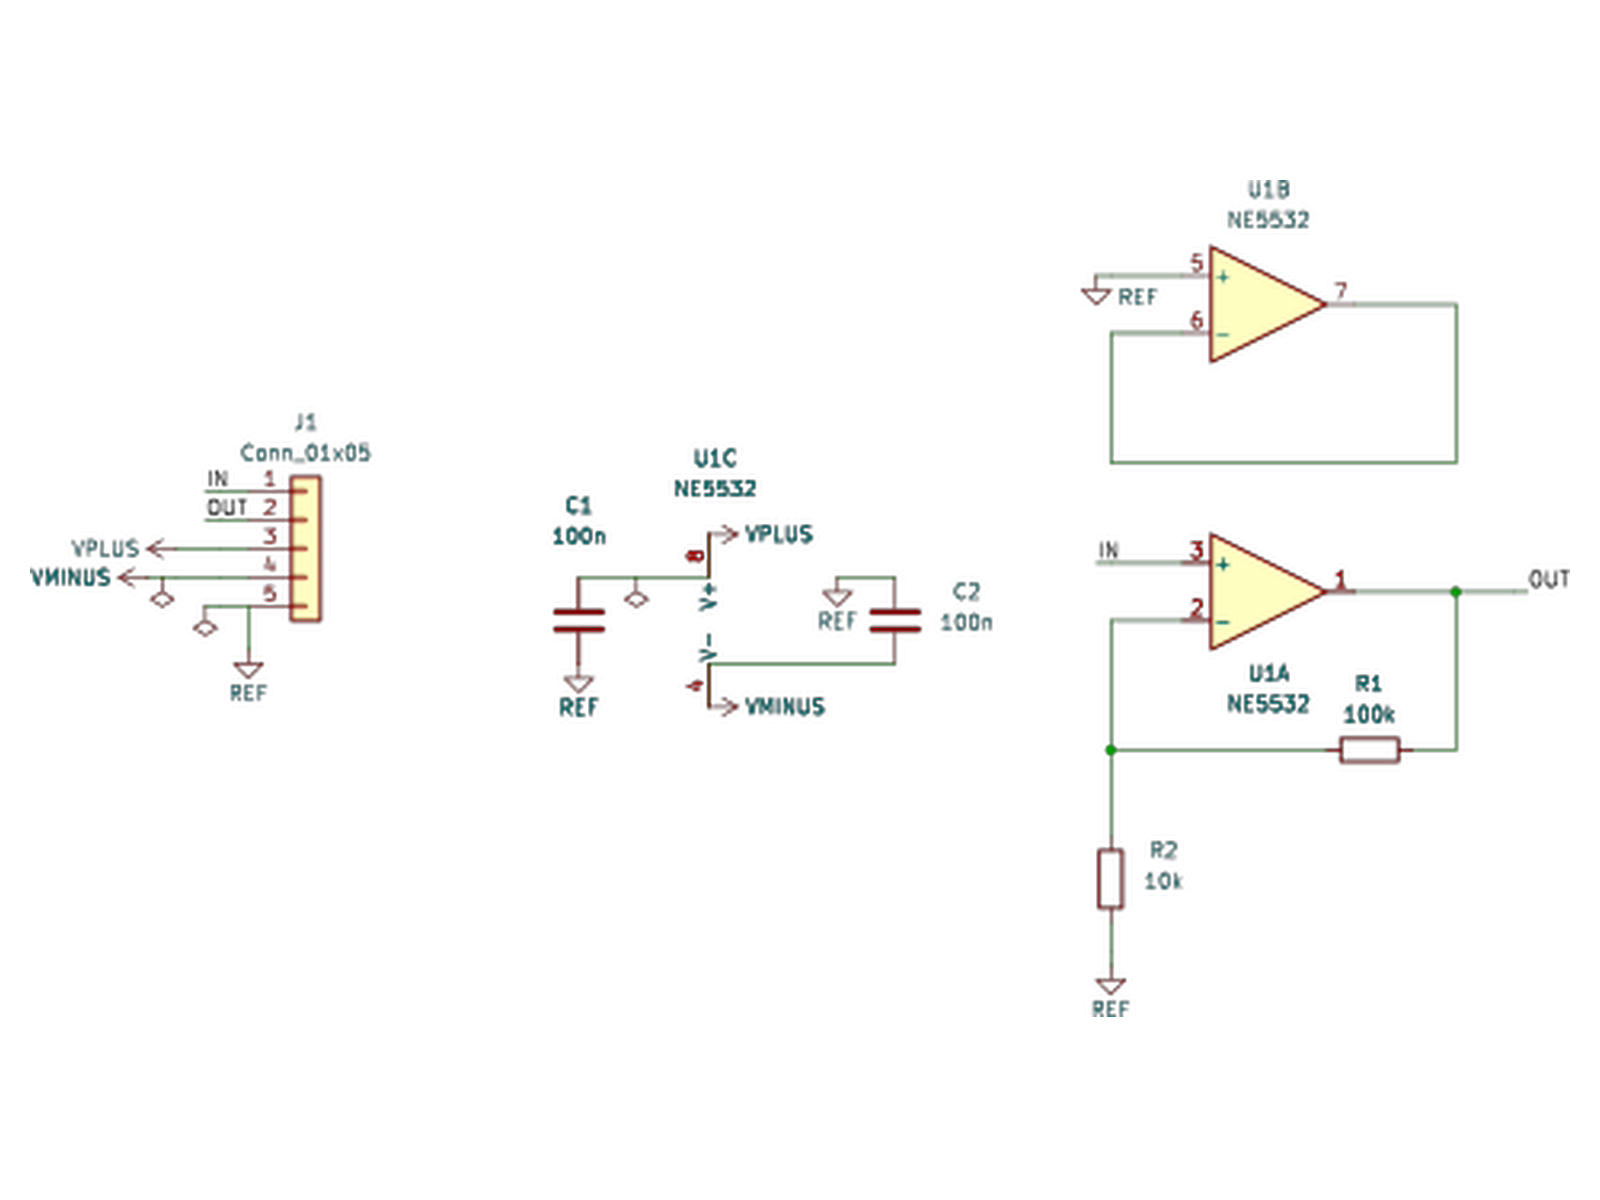 J1
Conn_01x05
IN 1
OUT 2
VPLUS 3
VMINUS 4
5
REF
U1C
NE5532
C1
100n
8
VPLUS
V+
REF
V-
4
VMINUS
REF
C2
100n
U1B
NE5532
5
+
REF
6
-
7
IN
3
+
2
-
1
OUT
U1A
NE5532
R1
100k
R2
10k
REF